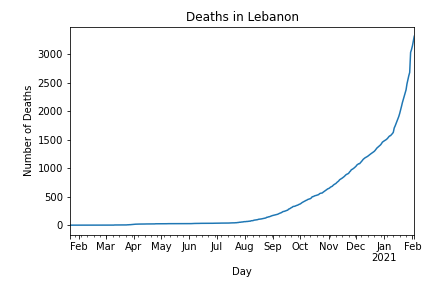 Deaths in Lebanon
Number of Deaths
3000
2500
2000
1500
1000
500
0
Feb Mar Apr May Jun Jul Aug Sep Oct Nov Dec Jan Feb
2021
Day